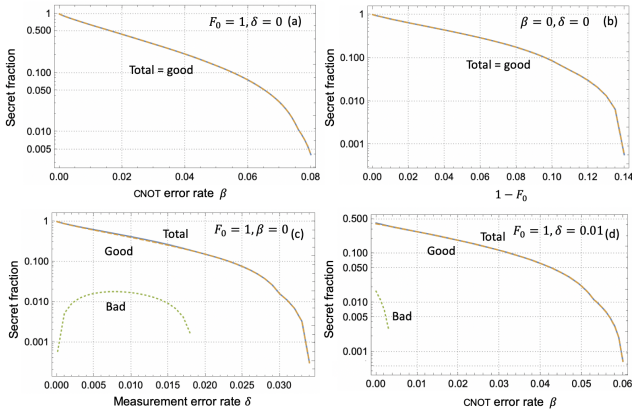 F₀ = 1, δ = 0 (a)
Secret fraction
1
0.500
0.100
0.050
0.010
0.005
Total = good
0.00 0.02 0.04 0.06 0.08
CNOT error rate β
β = 0, δ = 0 (b)
Secret fraction
1
0.100
0.010
0.001
Total = good
0.00 0.02 0.04 0.06 0.08 0.10 0.12 0.14
1 − F₀
F₀ = 1, β = 0 (c)
Secret fraction
1
0.100
0.010
0.001
Total
Good
Bad
0.000 0.005 0.010 0.015 0.020 0.025 0.030
Measurement error rate δ
F₀ = 1, δ = 0.01 (d)
Secret fraction
0.500
0.100
0.050
0.010
0.005
0.001
Total
Good
Bad
0.00 0.01 0.02 0.03 0.04 0.05 0.06
CNOT error rate β